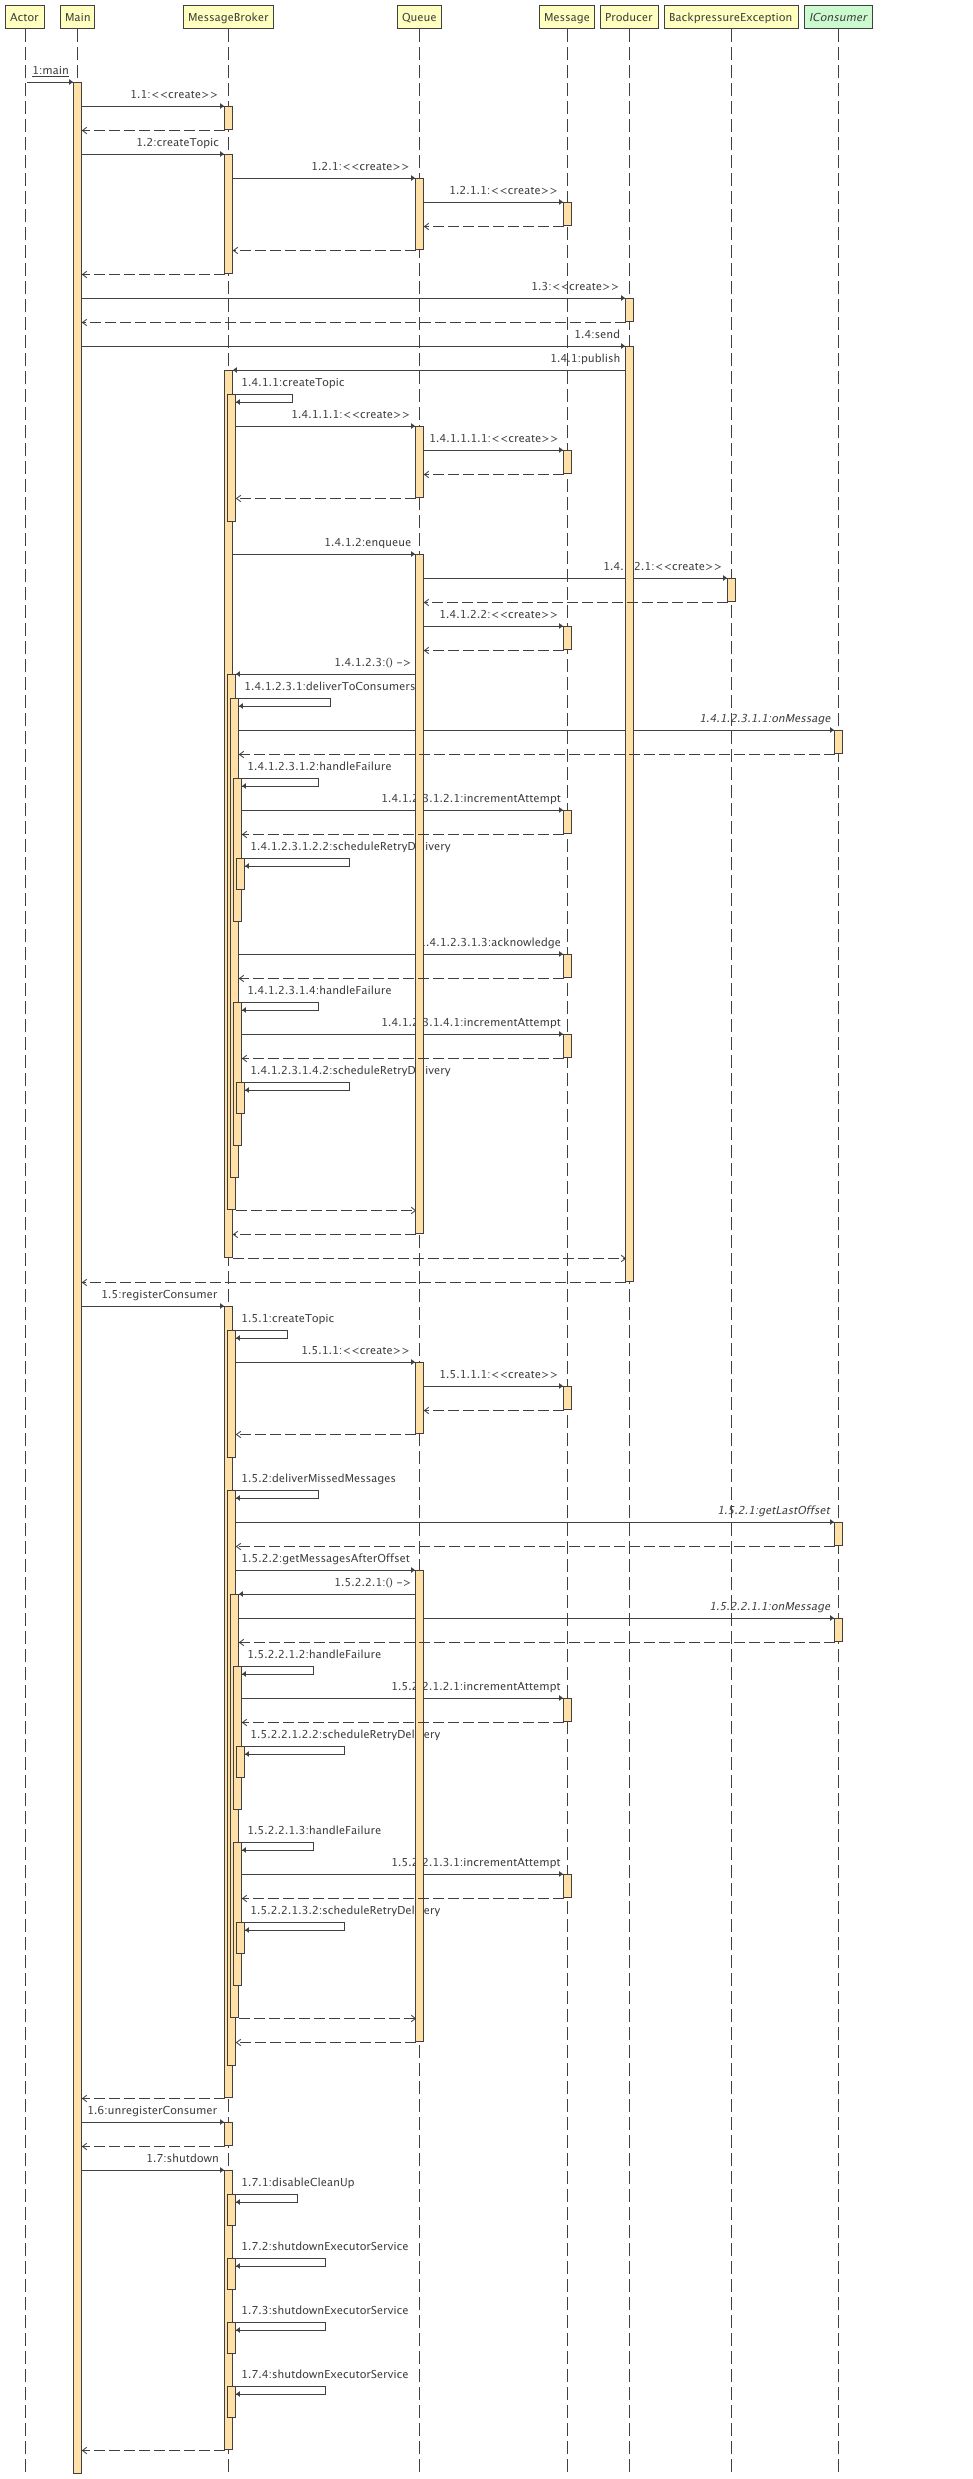 Actor Main MessageBroker Queue Message Producer BackpressureException IConsumer
1:main
1.1:<<create>>
1.2:createTopic
1.2.1:<<create>>
1.2.1.1:<<create>>
1.3:<<create>>
1.4:send
1.4.1:publish
1.4.1.1:createTopic
1.4.1.1.1:<<create>>
1.4.1.1.1.1:<<create>>
1.4.1.2:enqueue
1.4.1.2.1:<<create>>
1.4.1.2.2:<<create>>
1.4.1.2.3:() ->
1.4.1.2.3.1:deliverToConsumers
1.4.1.2.3.1.1:onMessage
1.4.1.2.3.1.2:handleFailure
1.4.1.2.3.1.2.1:incrementAttempt
1.4.1.2.3.1.2.2:scheduleRetryDelivery
1.4.1.2.3.1.3:acknowledge
1.4.1.2.3.1.4:handleFailure
1.4.1.2.3.1.4.1:incrementAttempt
1.4.1.2.3.1.4.2:scheduleRetryDelivery
1.5:registerConsumer
1.5.1:createTopic
1.5.1.1:<<create>>
1.5.1.1.1:<<create>>
1.5.2:deliverMissedMessages
1.5.2.1:getLastOffset
1.5.2.2:getMessagesAfterOffset
1.5.2.2.1:() ->
1.5.2.2.1.1:onMessage
1.5.2.2.1.2:handleFailure
1.5.2.2.1.2.1:incrementAttempt
1.5.2.2.1.2.2:scheduleRetryDelivery
1.5.2.2.1.3:handleFailure
1.5.2.2.1.3.1:incrementAttempt
1.5.2.2.1.3.2:scheduleRetryDelivery
1.6:unregisterConsumer
1.7:shutdown
1.7.1:disableCleanUp
1.7.2:shutdownExecutorService
1.7.3:shutdownExecutorService
1.7.4:shutdownExecutorService